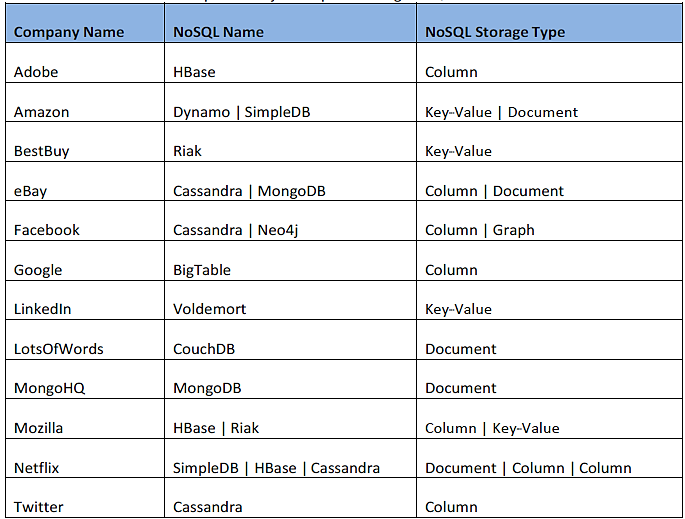 Company Name NoSQL Name NoSQL Storage Type
Adobe HBase Column
Amazon Dynamo | SimpleDB Key-Value | Document
BestBuy Riak Key-Value
eBay Cassandra | MongoDB Column | Document
Facebook Cassandra | Neo4j Column | Graph
Google BigTable Column
LinkedIn Voldemort Key-Value
LotsOfWords CouchDB Document
MongoHQ MongoDB Document
Mozilla HBase | Riak Column | Key-Value
Netflix SimpleDB | HBase | Cassandra Document | Column | Column
Twitter Cassandra Column